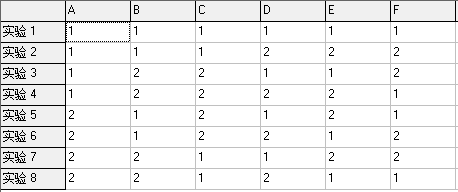 A B C D E F
实验 1 1 1 1 1 1 1
实验 2 1 1 1 2 2 2
实验 3 1 2 2 1 1 2
实验 4 1 2 2 2 2 1
实验 5 2 1 2 1 2 1
实验 6 2 1 2 2 1 2
实验 7 2 2 1 1 2 2
实验 8 2 2 1 2 1 1